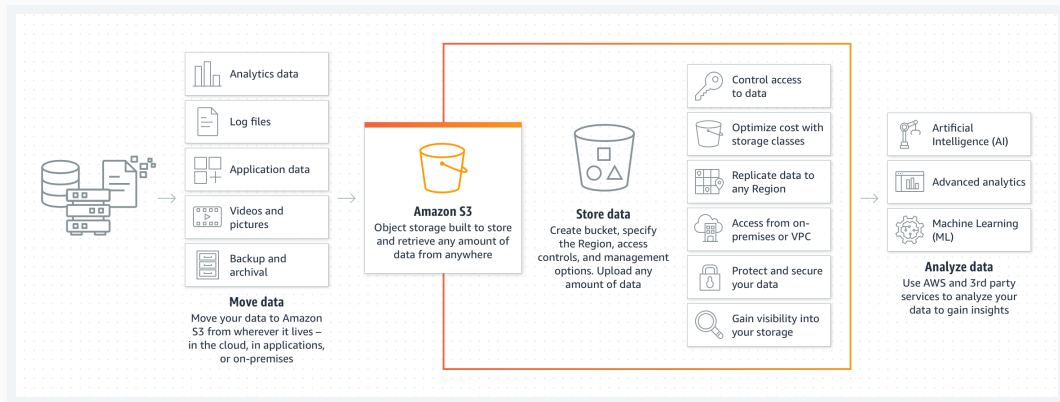 Analytics data
Log files
Application data
Videos and
pictures
Backup and
archival
Move data
Move your data to Amazon
S3 from wherever it lives –
in the cloud, in applications,
or on-premises
Amazon S3
Object storage built to store
and retrieve any amount of
data from anywhere
Store data
Create bucket, specify
the Region, access
controls, and management
options. Upload any
amount of data
Control access
to data
Optimize cost with
storage classes
Replicate data to
any Region
Access from on-
premises or VPC
Protect and secure
your data
Gain visibility into
your storage
Artificial
Intelligence (AI)
Advanced analytics
Machine Learning
(ML)
Analyze data
Use AWS and 3rd party
services to analyze your
data to gain insights